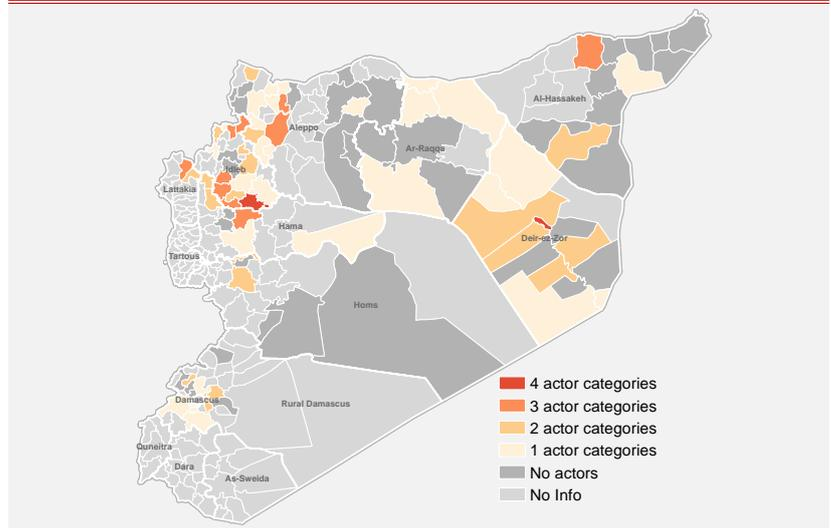 Al-Hassakeh
Aleppo
Ar-Raqqa
Idleb
Lattakia
Hama
Deir-ez-Zor
Tartous
Homs
4 actor categories
3 actor categories
Damascus
Rural Damascus
2 actor categories
Quneitra
1 actor categories
Dara
As-Sweida
No actors
No Info